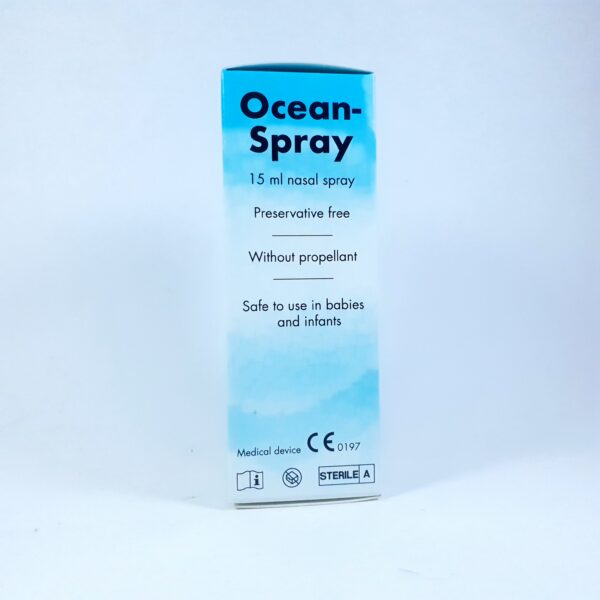 Ocean-
Spray
15 ml nasal spray
Preservative free
Without propellant
Safe to use in babies
and infants
Medical device CE 0197
i STERILE A